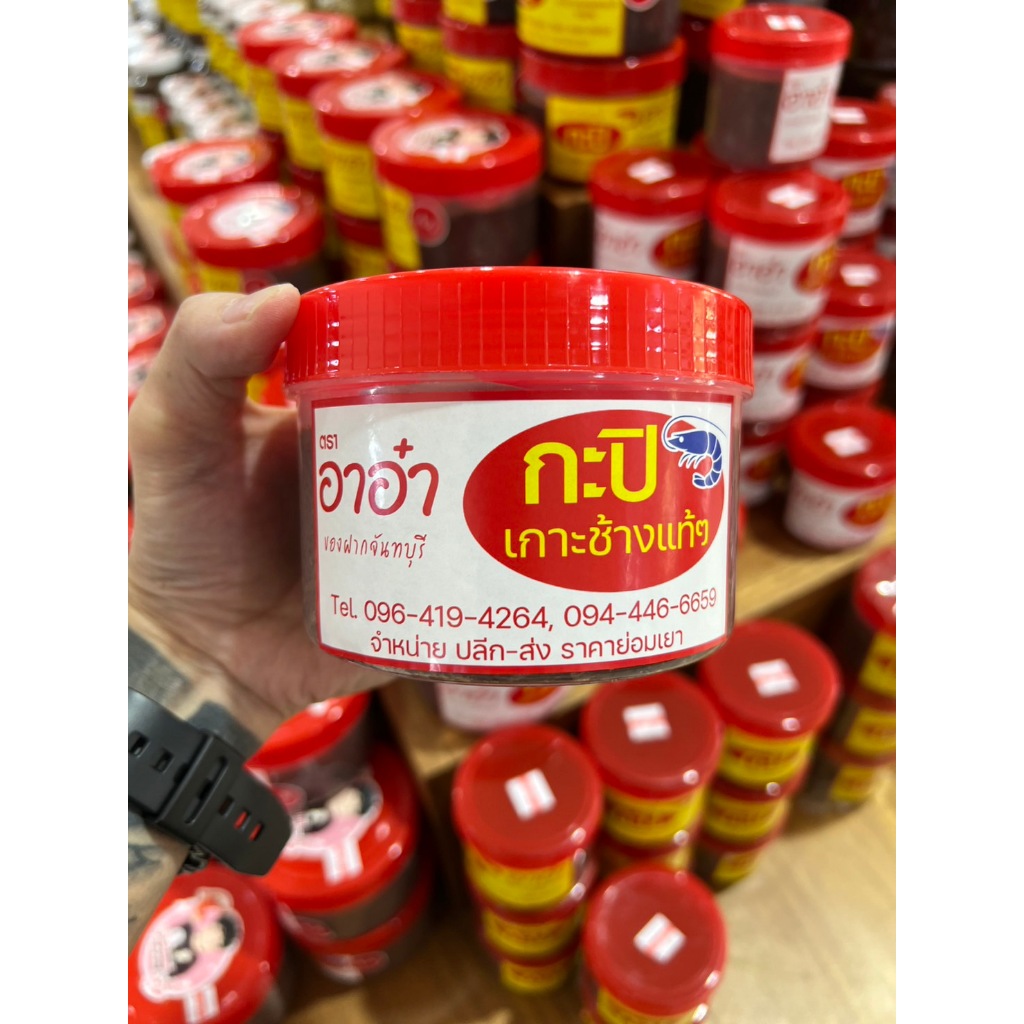 ตรา
อาอำ๋
ของฝากจันทบุรี
กะปิ
เกาะช้างแท้ๆ
Tel. 096-419-4264, 094-446-6659
จำหน่าย ปลีก-ส่ง ราคาย่อมเยา